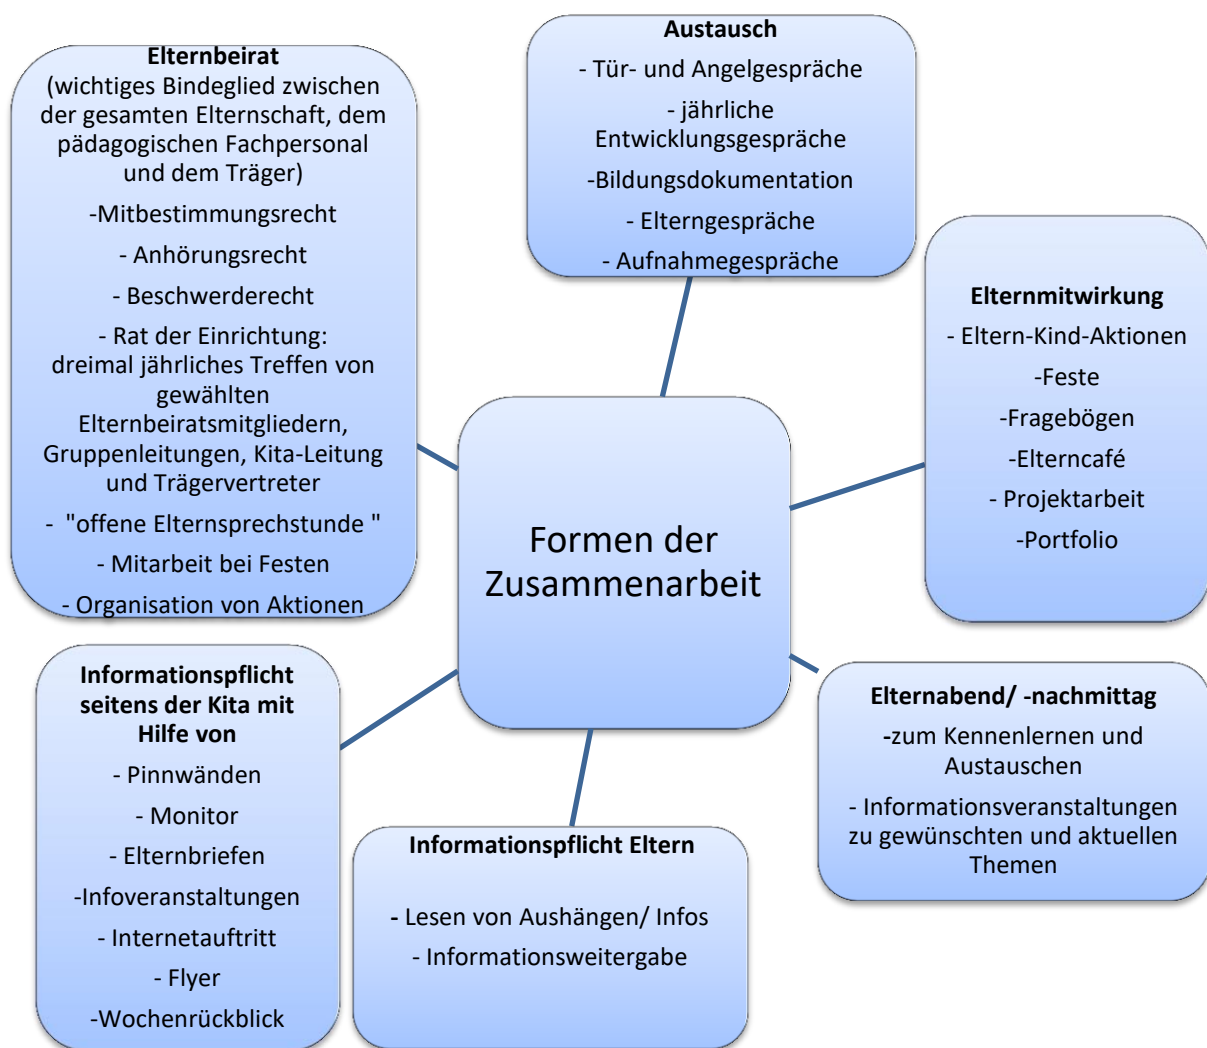 Elternbeirat
(wichtiges Bindeglied zwischen
der gesamten Elternschaft, dem
pädagogischen Fachpersonal
und dem Träger)
-Mitbestimmungsrecht
- Anhörungsrecht
- Beschwerderecht
- Rat der Einrichtung:
dreimal jährliches Treffen von
gewählten
Elternbeiratsmitgliedern,
Gruppenleitungen, Kita-Leitung
und Trägervertreter
- "offene Elternsprechstunde "
- Mitarbeit bei Festen
- Organisation von Aktionen
Austausch
- Tür- und Angelgespräche
- jährliche
Entwicklungsgespräche
-Bildungsdokumentation
- Elterngespräche
- Aufnahmegespräche
Elternmitwirkung
- Eltern-Kind-Aktionen
-Feste
-Fragebögen
-Elterncafé
- Projektarbeit
-Portfolio
Formen der
Zusammenarbeit
Informationspflicht
seitens der Kita mit
Hilfe von
- Pinnwänden
- Monitor
- Elternbriefen
-Infoveranstaltungen
- Internetauftritt
- Flyer
-Wochenrückblick
Informationspflicht Eltern
- Lesen von Aushängen/ Infos
- Informationsweitergabe
Elternabend/ -nachmittag
-zum Kennenlernen und
Austauschen
- Informationsveranstaltungen
zu gewünschten und aktuellen
Themen